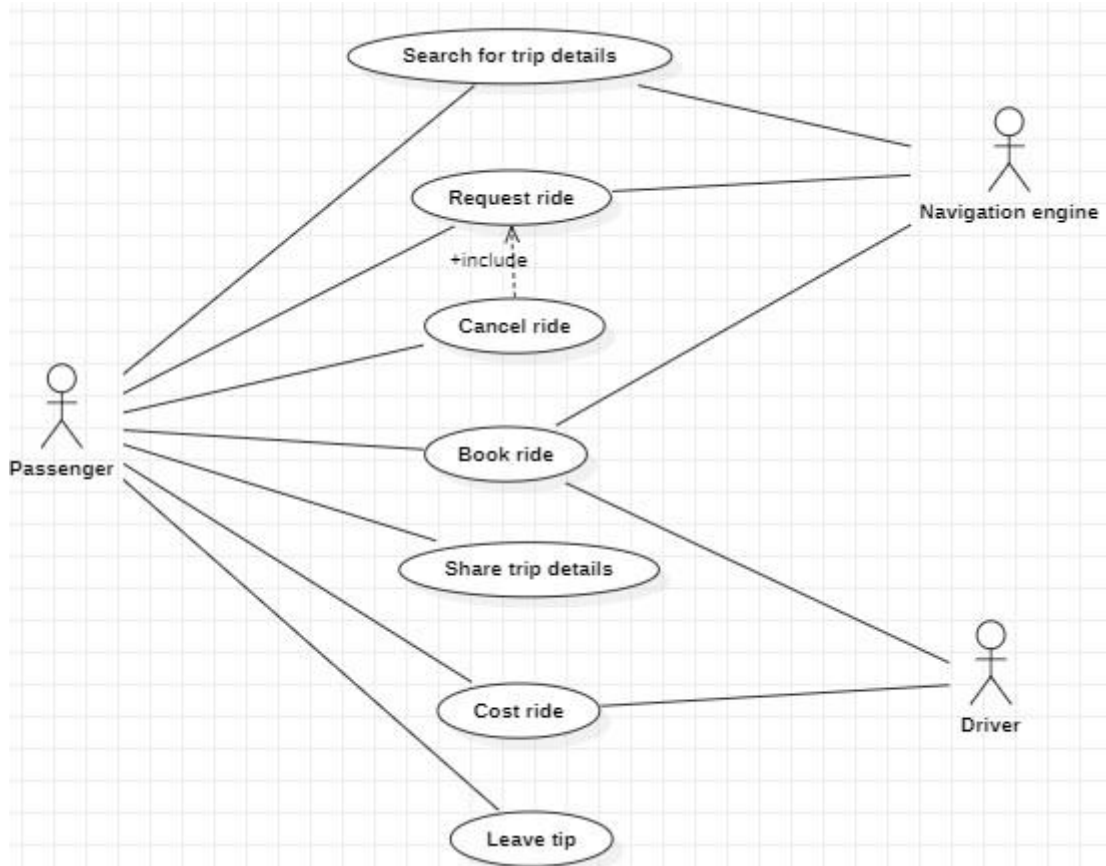 Search for trip details
Request ride
Navigation engine
+include
Cancel ride
Passenger
Book ride
Share trip details
Cost ride
Driver
Leave tip